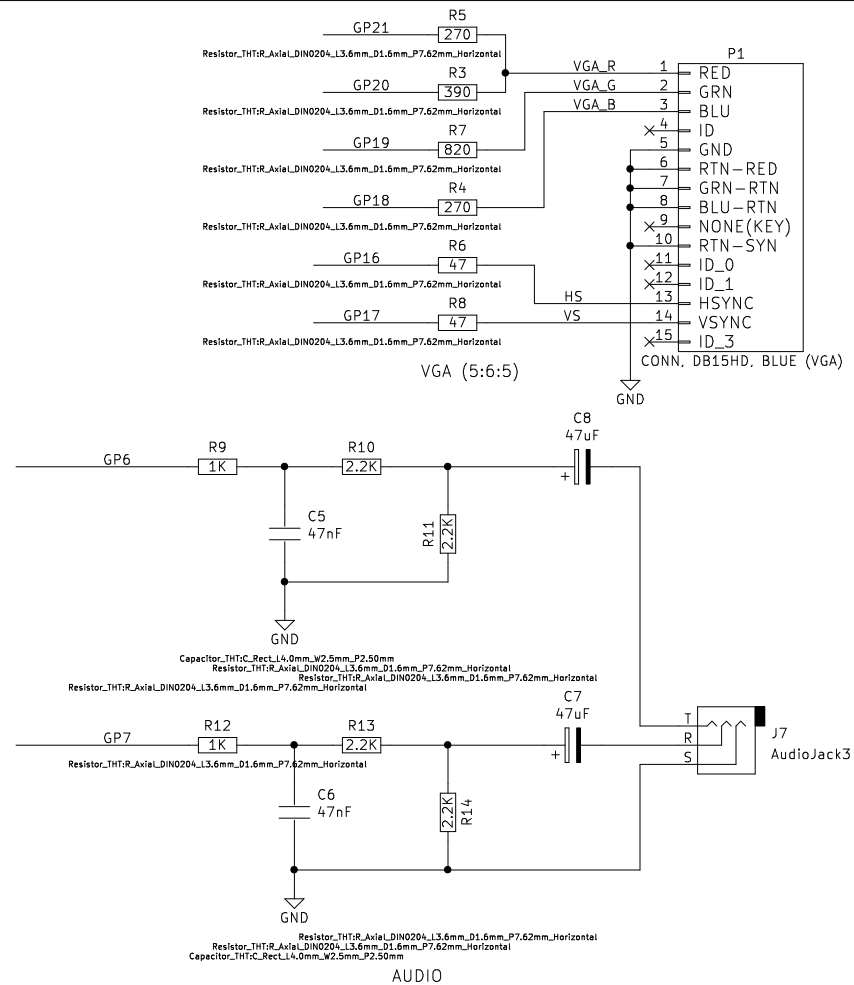 R5
GP21
270
Resistor_THT:R_Axial_DIN0204_L3.6mm_D1.6mm_P7.62mm_Horizontal
R3
GP20
390
Resistor_THT:R_Axial_DIN0204_L3.6mm_D1.6mm_P7.62mm_Horizontal
R7
GP19
820
Resistor_THT:R_Axial_DIN0204_L3.6mm_D1.6mm_P7.62mm_Horizontal
R4
GP18
270
Resistor_THT:R_Axial_DIN0204_L3.6mm_D1.6mm_P7.62mm_Horizontal
R6
GP16
47
Resistor_THT:R_Axial_DIN0204_L3.6mm_D1.6mm_P7.62mm_Horizontal
R8
GP17
47
Resistor_THT:R_Axial_DIN0204_L3.6mm_D1.6mm_P7.62mm_Horizontal
VGA (5:6:5)
P1
VGA_R 1 RED
VGA_G 2 GRN
VGA_B 3 BLU
4 ID
5 GND
6 RTN-RED
7 GRN-RTN
8 BLU-RTN
9 NONE(KEY)
10 RTN-SYN
11 ID_0
12 ID_1
HS 13 HSYNC
VS 14 VSYNC
15 ID_3
CONN, DB15HD, BLUE (VGA)
GND
GP6
R9
1K
R10
2.2K
C8
47uF
+
C5
47nF
R11
2.2K
GND
Capacitor_THT:C_Rect_L4.0mm_W2.5mm_P2.50mm
Resistor_THT:R_Axial_DIN0204_L3.6mm_D1.6mm_P7.62mm_Horizontal
Resistor_THT:R_Axial_DIN0204_L3.6mm_D1.6mm_P7.62mm_Horizontal
Resistor_THT:R_Axial_DIN0204_L3.6mm_D1.6mm_P7.62mm_Horizontal
GP7
R12
1K
R13
2.2K
C7
47uF
+
T
R
S
J7
AudioJack3
Resistor_THT:R_Axial_DIN0204_L3.6mm_D1.6mm_P7.62mm_Horizontal
C6
47nF
R14
2.2K
GND
Resistor_THT:R_Axial_DIN0204_L3.6mm_D1.6mm_P7.62mm_Horizontal
Resistor_THT:R_Axial_DIN0204_L3.6mm_D1.6mm_P7.62mm_Horizontal
Capacitor_THT:C_Rect_L4.0mm_W2.5mm_P2.50mm
AUDIO